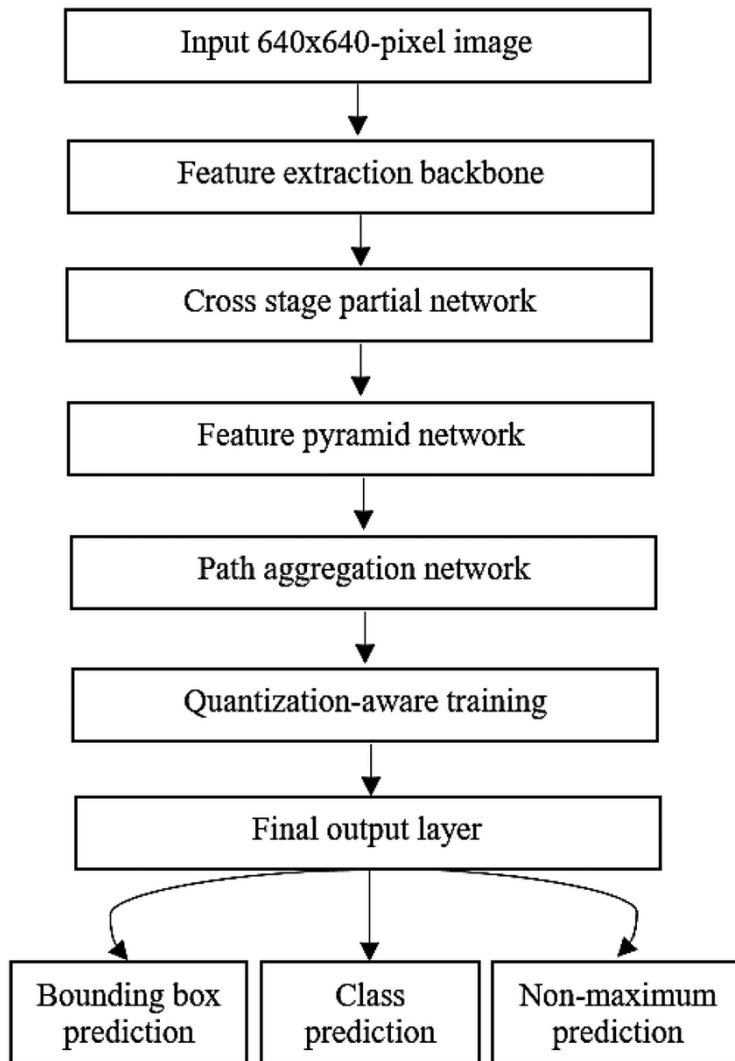 Input 640x640-pixel image
Feature extraction backbone
Cross stage partial network
Feature pyramid network
Path aggregation network
Quantization-aware training
Final output layer
Bounding box
prediction
Class
prediction
Non-maximum
prediction